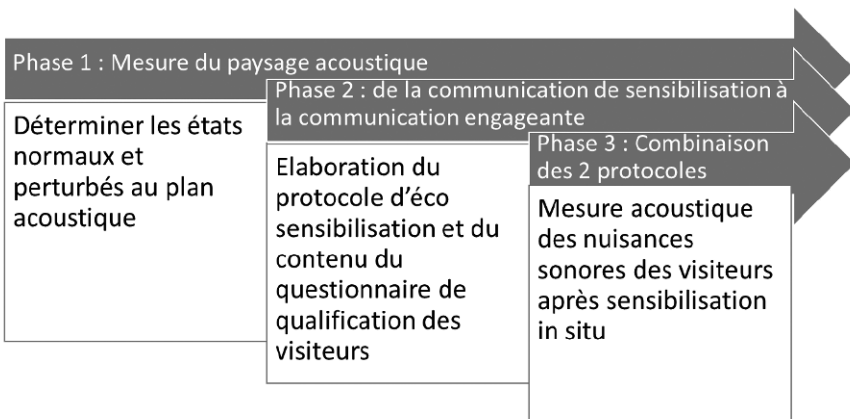 Phase 1 : Mesure du paysage acoustique
Déterminer les états
normaux et
perturbés au plan
acoustique
Phase 2 : de la communication de sensibilisation à
la communication engageante
Elaboration du
protocole d'éco
sensibilisation et du
contenu du
questionnaire de
qualification des
visiteurs
Phase 3 : Combinaison
des 2 protocoles
Mesure acoustique
des nuisances
sonores des visiteurs
après sensibilisation
in situ